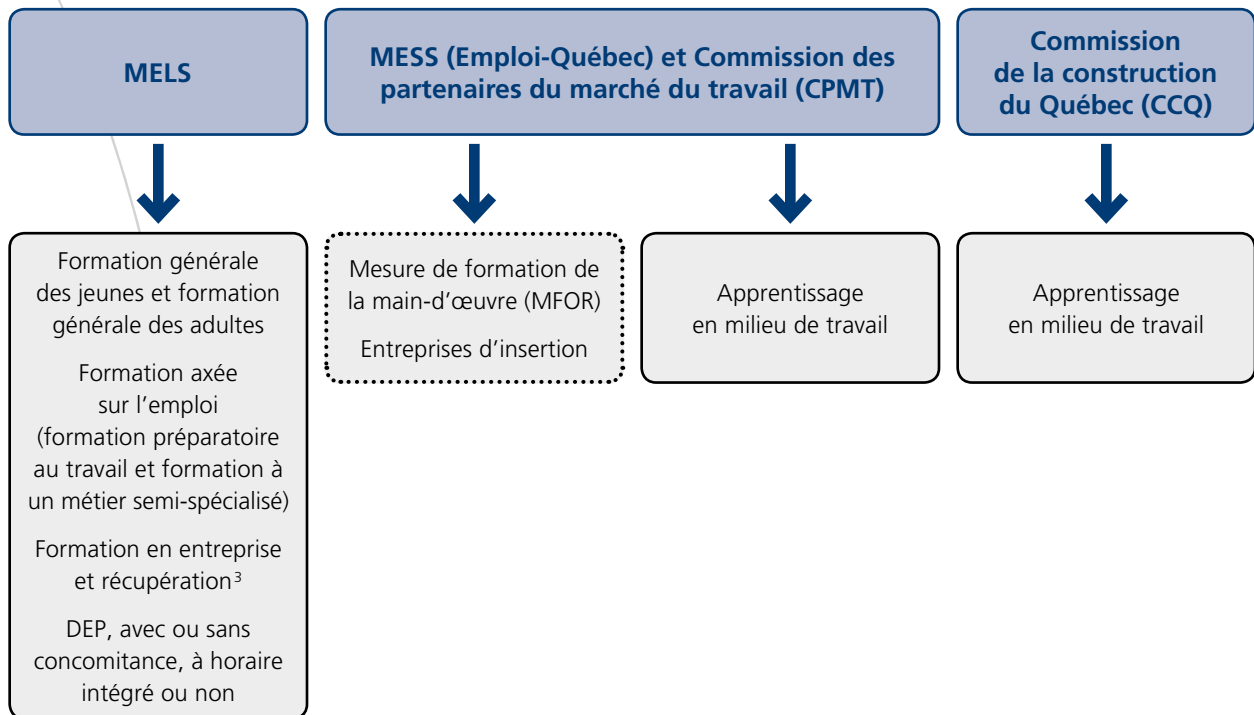 MELS
MESS (Emploi-Québec) et Commission des
partenaires du marché du travail (CPMT)
Commission
de la construction
du Québec (CCQ)
Formation générale
des jeunes et formation
générale des adultes
Formation axée
sur l’emploi
(formation préparatoire
au travail et formation à
un métier semi-spécialisé)
Formation en entreprise
et récupération³
DEP, avec ou sans
concomitance, à horaire
intégré ou non
Mesure de formation de
la main-d’œuvre (MFOR)
Entreprises d’insertion
Apprentissage
en milieu de travail
Apprentissage
en milieu de travail